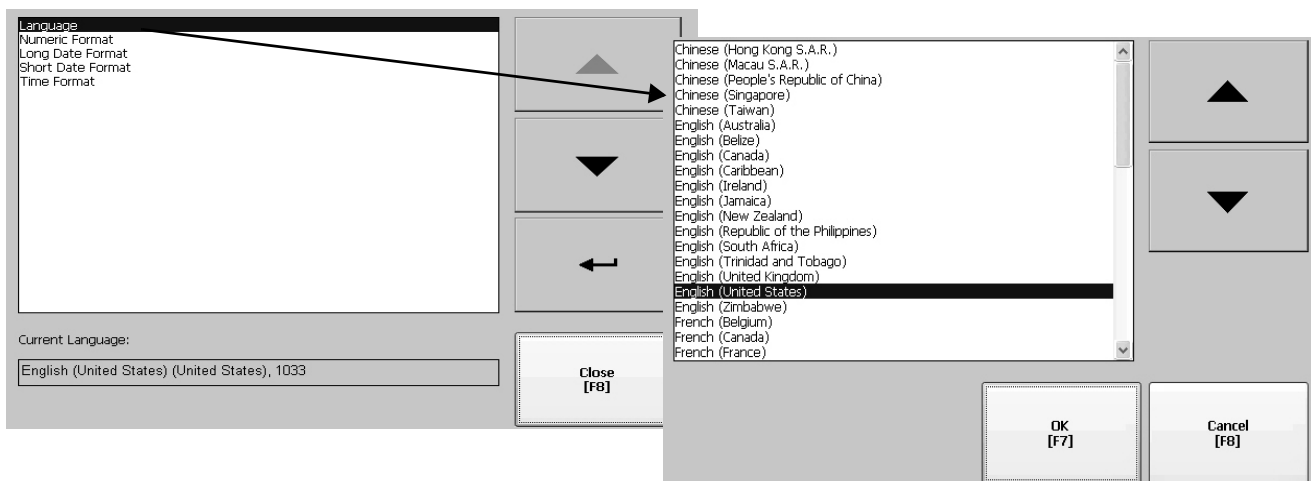 Language
Numeric Format
Long Date Format
Short Date Format
Time Format
Current Language:
English (United States) (United States), 1033
Close
[F8]
Chinese (Hong Kong S.A.R.)
Chinese (Macau S.A.R.)
Chinese (People's Republic of China)
Chinese (Singapore)
Chinese (Taiwan)
English (Australia)
English (Belize)
English (Canada)
English (Caribbean)
English (Ireland)
English (Jamaica)
English (New Zealand)
English (Republic of the Philippines)
English (South Africa)
English (Trinidad and Tobago)
English (United Kingdom)
English (United States)
English (Zimbabwe)
French (Belgium)
French (Canada)
French (France)
OK
[F7]
Cancel
[F8]